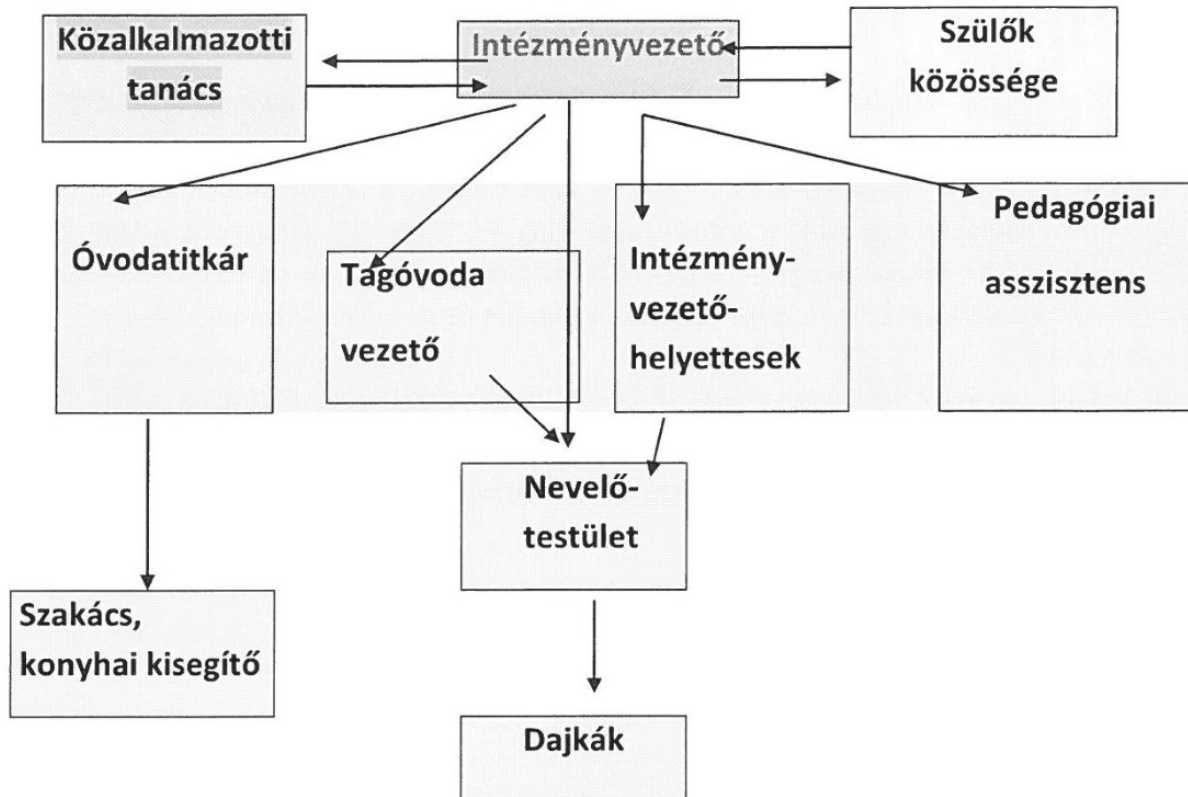 Közalkalmazotti
tanács
Intézményvezető
Szülők
közössége
Óvodatitkár
Tagóvoda
vezető
Intézmény-
vezető-
helyettesek
Pedagógiai
asszisztens
Nevelő-
testület
Szakács,
konyhai kisegítő
Dajkák